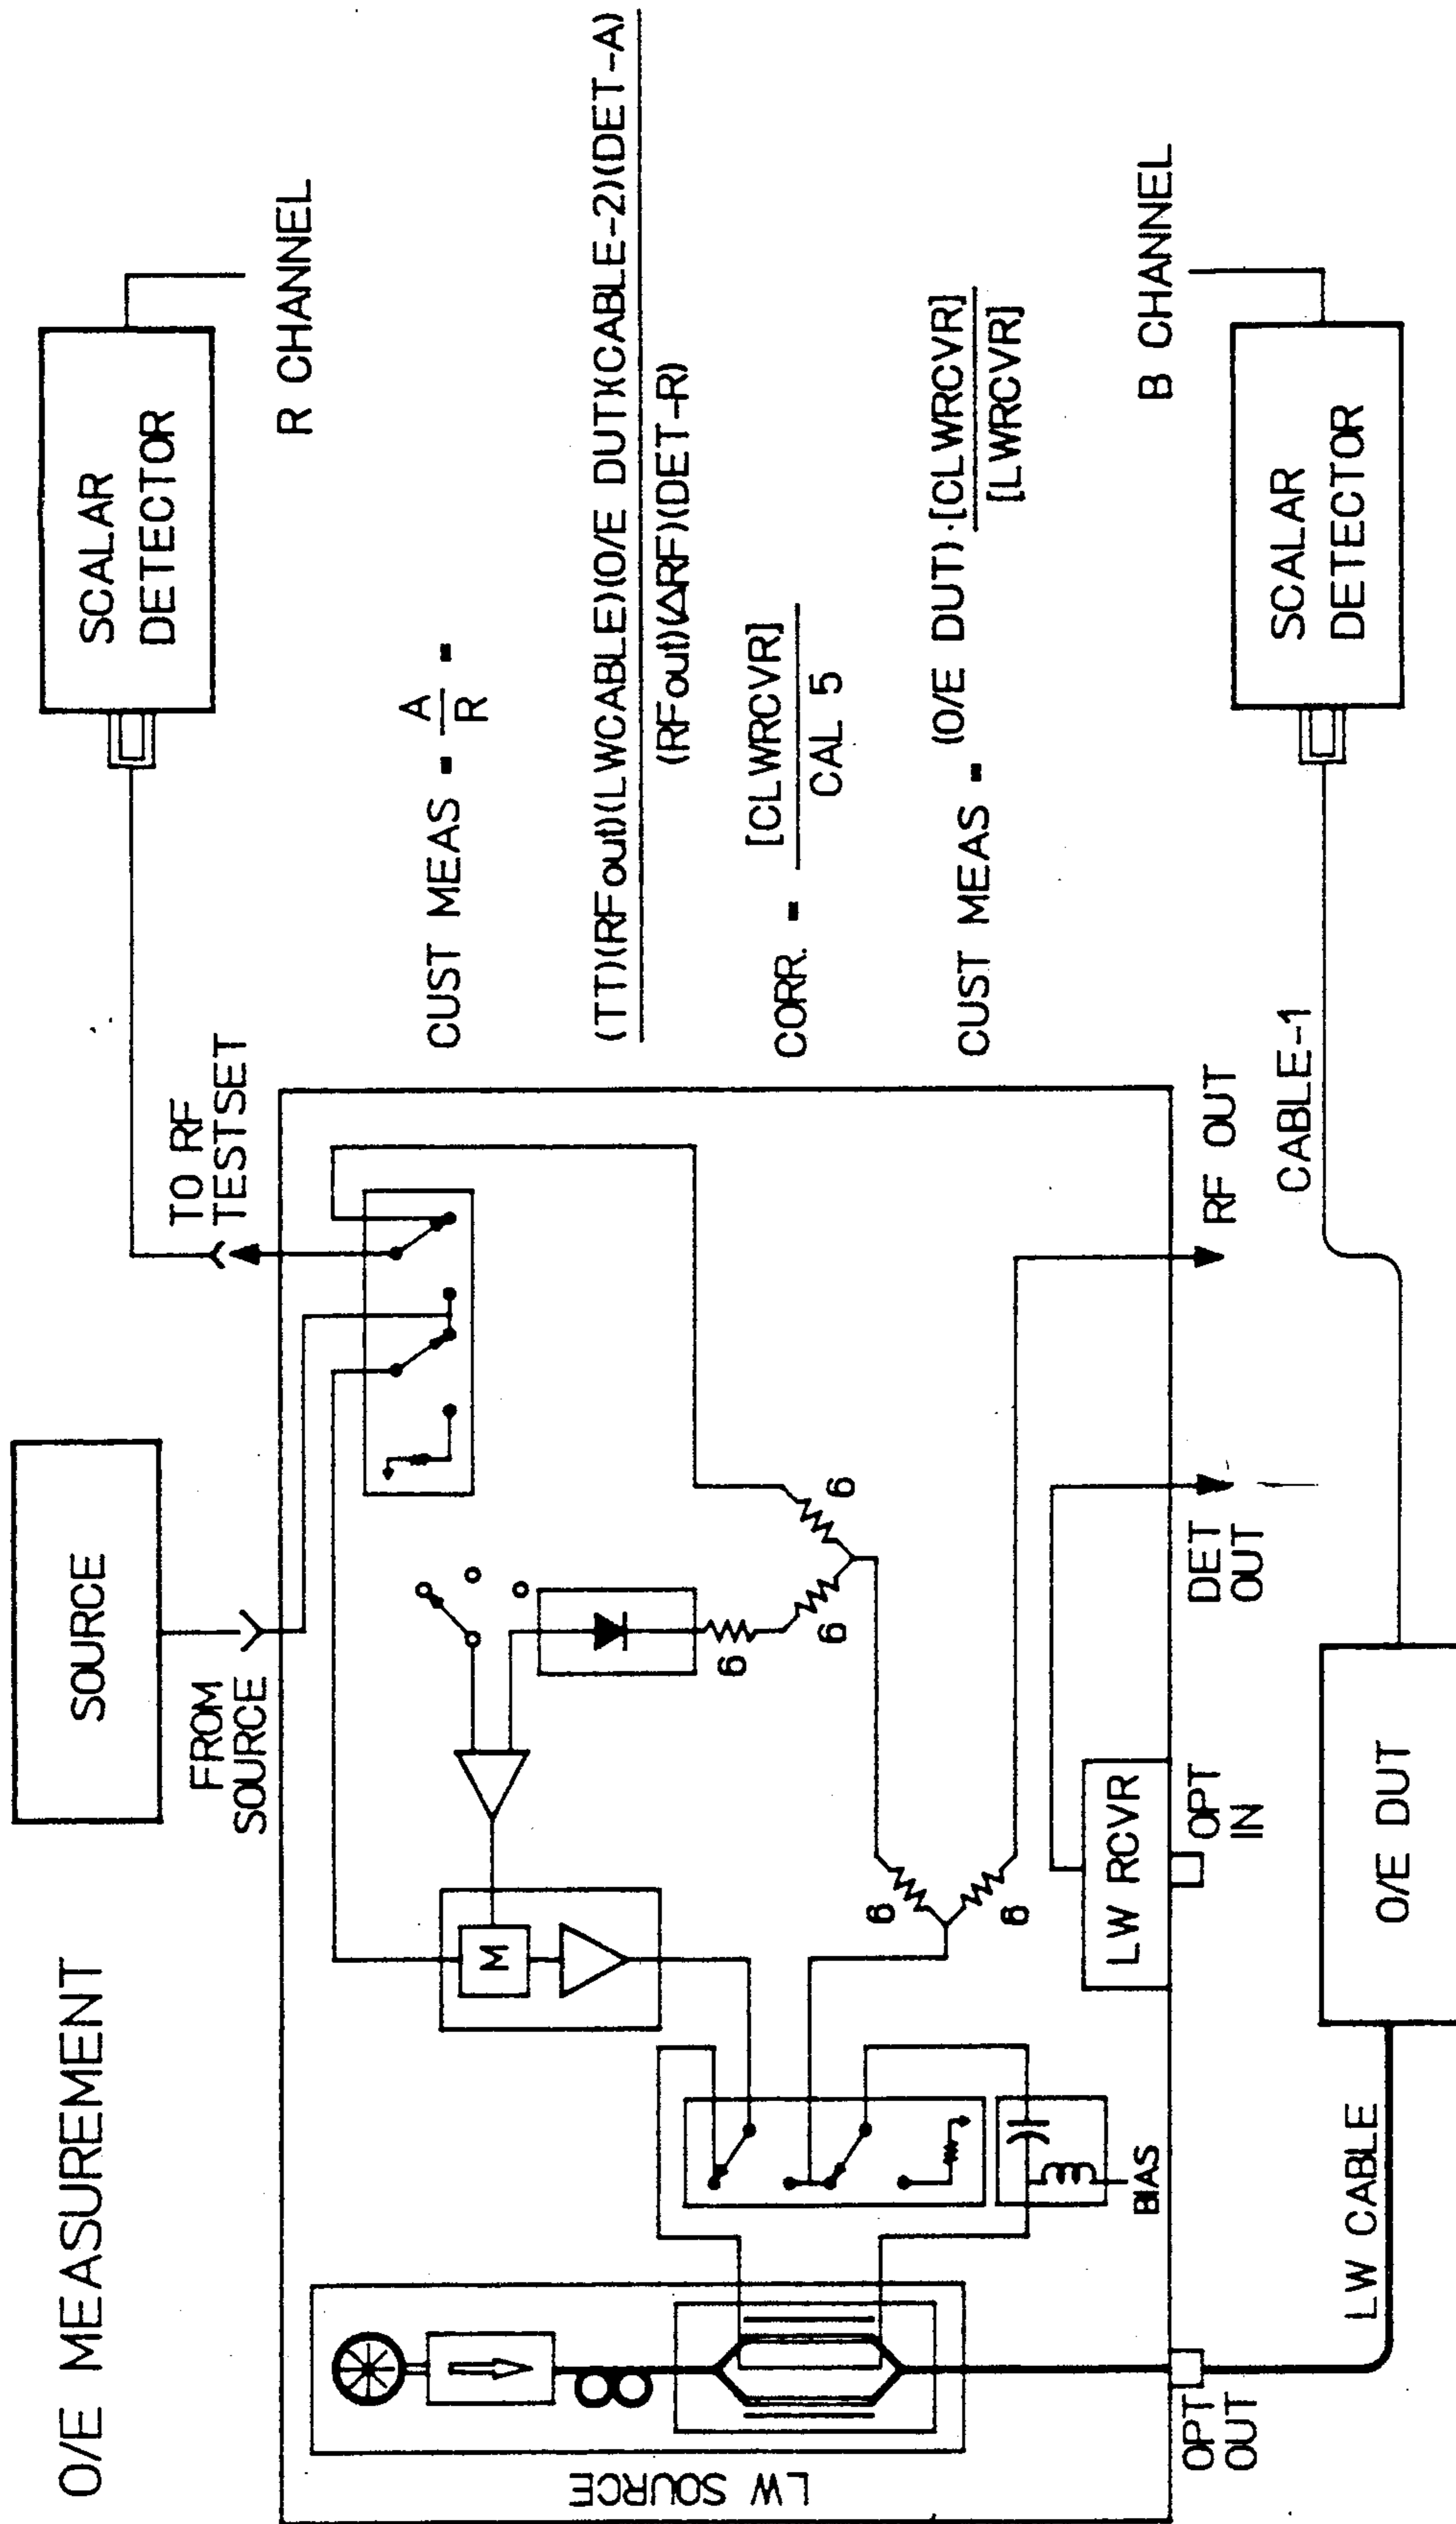 O/E MEASUREMENT
SOURCE
FROM
SOURCE
TO RF
TESTSET
SCALAR
DETECTOR
R CHANNEL
LW SOURCE
M
6
6
6
6
6
BIAS
LW RCVR
OPT
OUT
OPT
IN
DET
OUT
RF OUT
CUST MEAS = A/R =
(TT)(RFout)(LWCABLE)(O/E DUT)(CABLE-2)(DET-A)
(RFout)(△RF)(DET-R)
CORR. = [CLWRCVR]
CAL 5
CUST MEAS = (O/E DUT)·[CLWRCVR]
[LWRCVR]
LW CABLE
O/E DUT
CABLE-1
SCALAR
DETECTOR
B CHANNEL